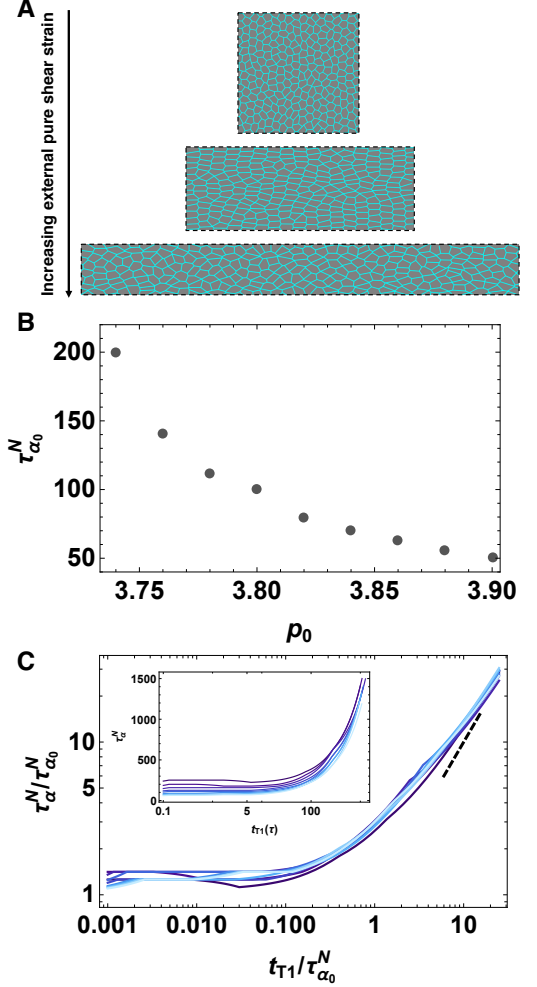 A
Increasing external pure shear strain
B
200
150
100
50
τ^N_α₀
3.75 3.80 3.85 3.90
p₀
C
10
5
1
τ^N_α/τ^N_α₀
1500
1000
500
0
τ^N_α
0.1 5 100
t_T1(τ)
0.001 0.010 0.100 1 10
t_T1/τ^N_α₀